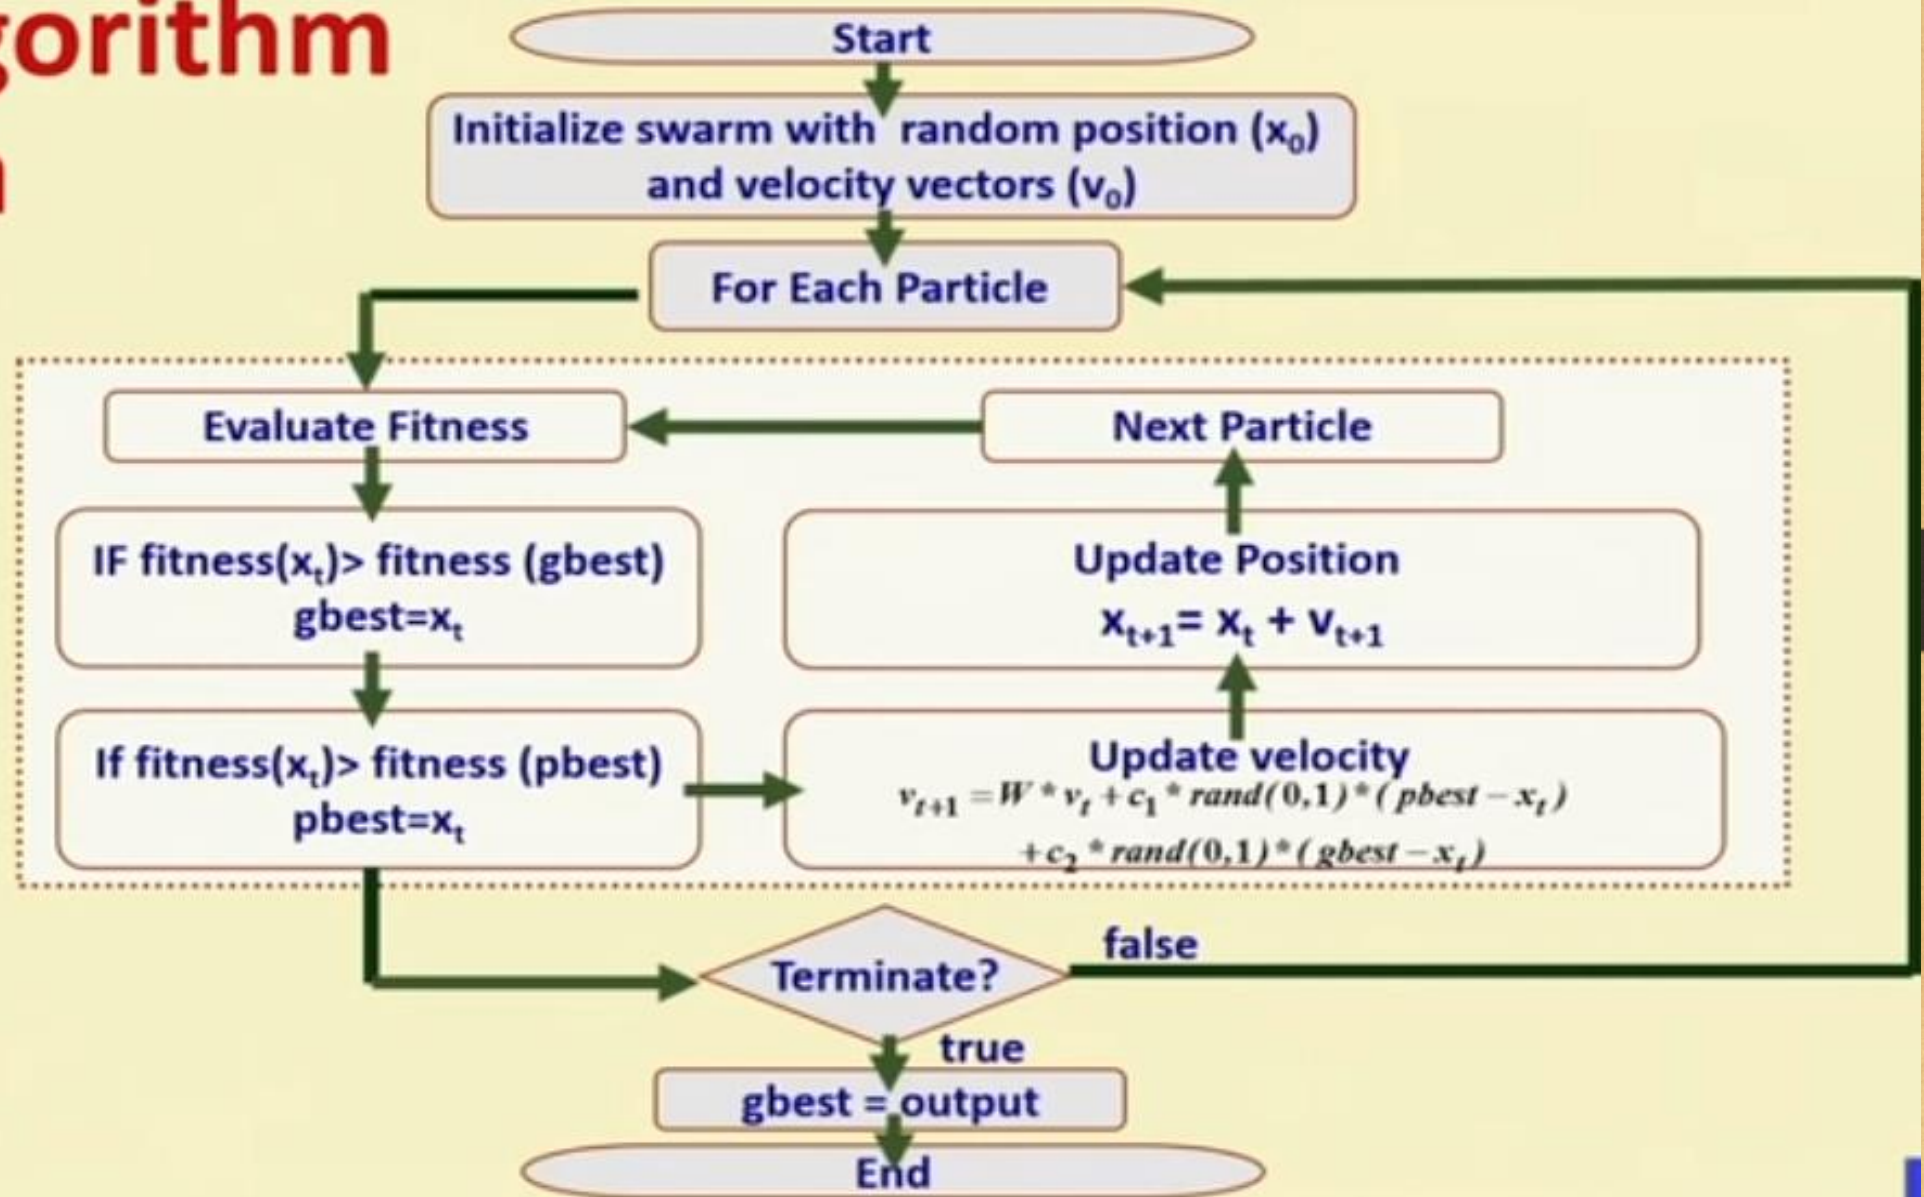 gorithm
Start
Initialize swarm with random position (x₀)
and velocity vectors (v₀)
For Each Particle
Evaluate Fitness
Next Particle
IF fitness(xₜ)> fitness (gbest)
gbest=xₜ
Update Position
xₜ₊₁= xₜ + vₜ₊₁
If fitness(xₜ)> fitness (pbest)
pbest=xₜ
Update velocity
vₜ₊₁ =W * vₜ + c₁ * rand(0,1)*( pbest − xₜ )
+c₂ * rand(0,1)*( gbest − xₜ)
false
Terminate?
true
gbest = output
End